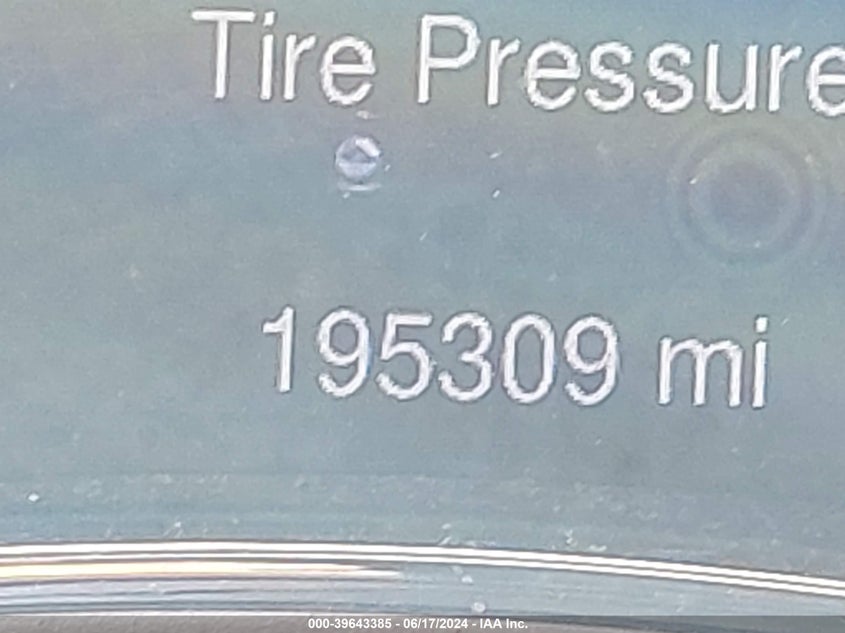 Tire Pressure
195309 mi
000-39643385 - 06/17/2024 - IAA Inc.